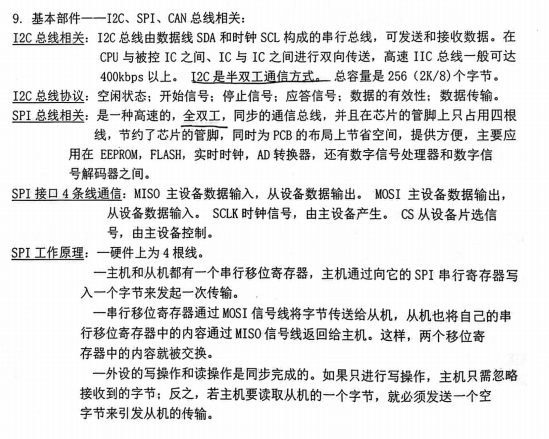 9. 基本部件——I2C、SPI、CAN 总线相关：
I2C 总线相关：I2C 总线由数据线 SDA 和时钟 SCL 构成的串行总线，可发送和接收数据。在
CPU 与被控 IC 之间、IC 与 IC 之间进行双向传送，高速 IIC 总线一般可达
400kbps 以上。I2C 是半双工通信方式。总容量是 256 (2K/8)个字节。
I2C 总线协议：空闲状态；开始信号；停止信号；应答信号；数据的有效性；数据传输。
SPI 总线相关：是一种高速的，全双工，同步的通信总线，并且在芯片的管脚上只占用四根
线，节约了芯片的管脚，同时为 PCB 的布局上节省空间，提供方便，主要应
用在 EEPROM，FLASH，实时时钟，AD 转换器，还有数字信号处理器和数字信
号解码器之间。
SPI 接口 4 条线通信：MISO 主设备数据输入，从设备数据输出。 MOSI 主设备数据输出，
从设备数据输入。 SCLK 时钟信号，由主设备产生。 CS 从设备片选信
号，由主设备控制。
SPI 工作原理：—硬件上为 4 根线。
—主机和从机都有一个串行移位寄存器，主机通过向它的 SPI 串行寄存器写
入一个字节来发起一次传输。
—串行移位寄存器通过 MOSI 信号线将字节传送给从机，从机也将自己的串
行移位寄存器中的内容通过 MISO 信号线返回给主机。这样，两个移位寄
存器中的内容就被交换。
—外设的写操作和读操作是同步完成的。如果只进行写操作，主机只需忽略
接收到的字节；反之，若主机要读取从机的一个字节，就必须发送一个空
字节来引发从机的传输。